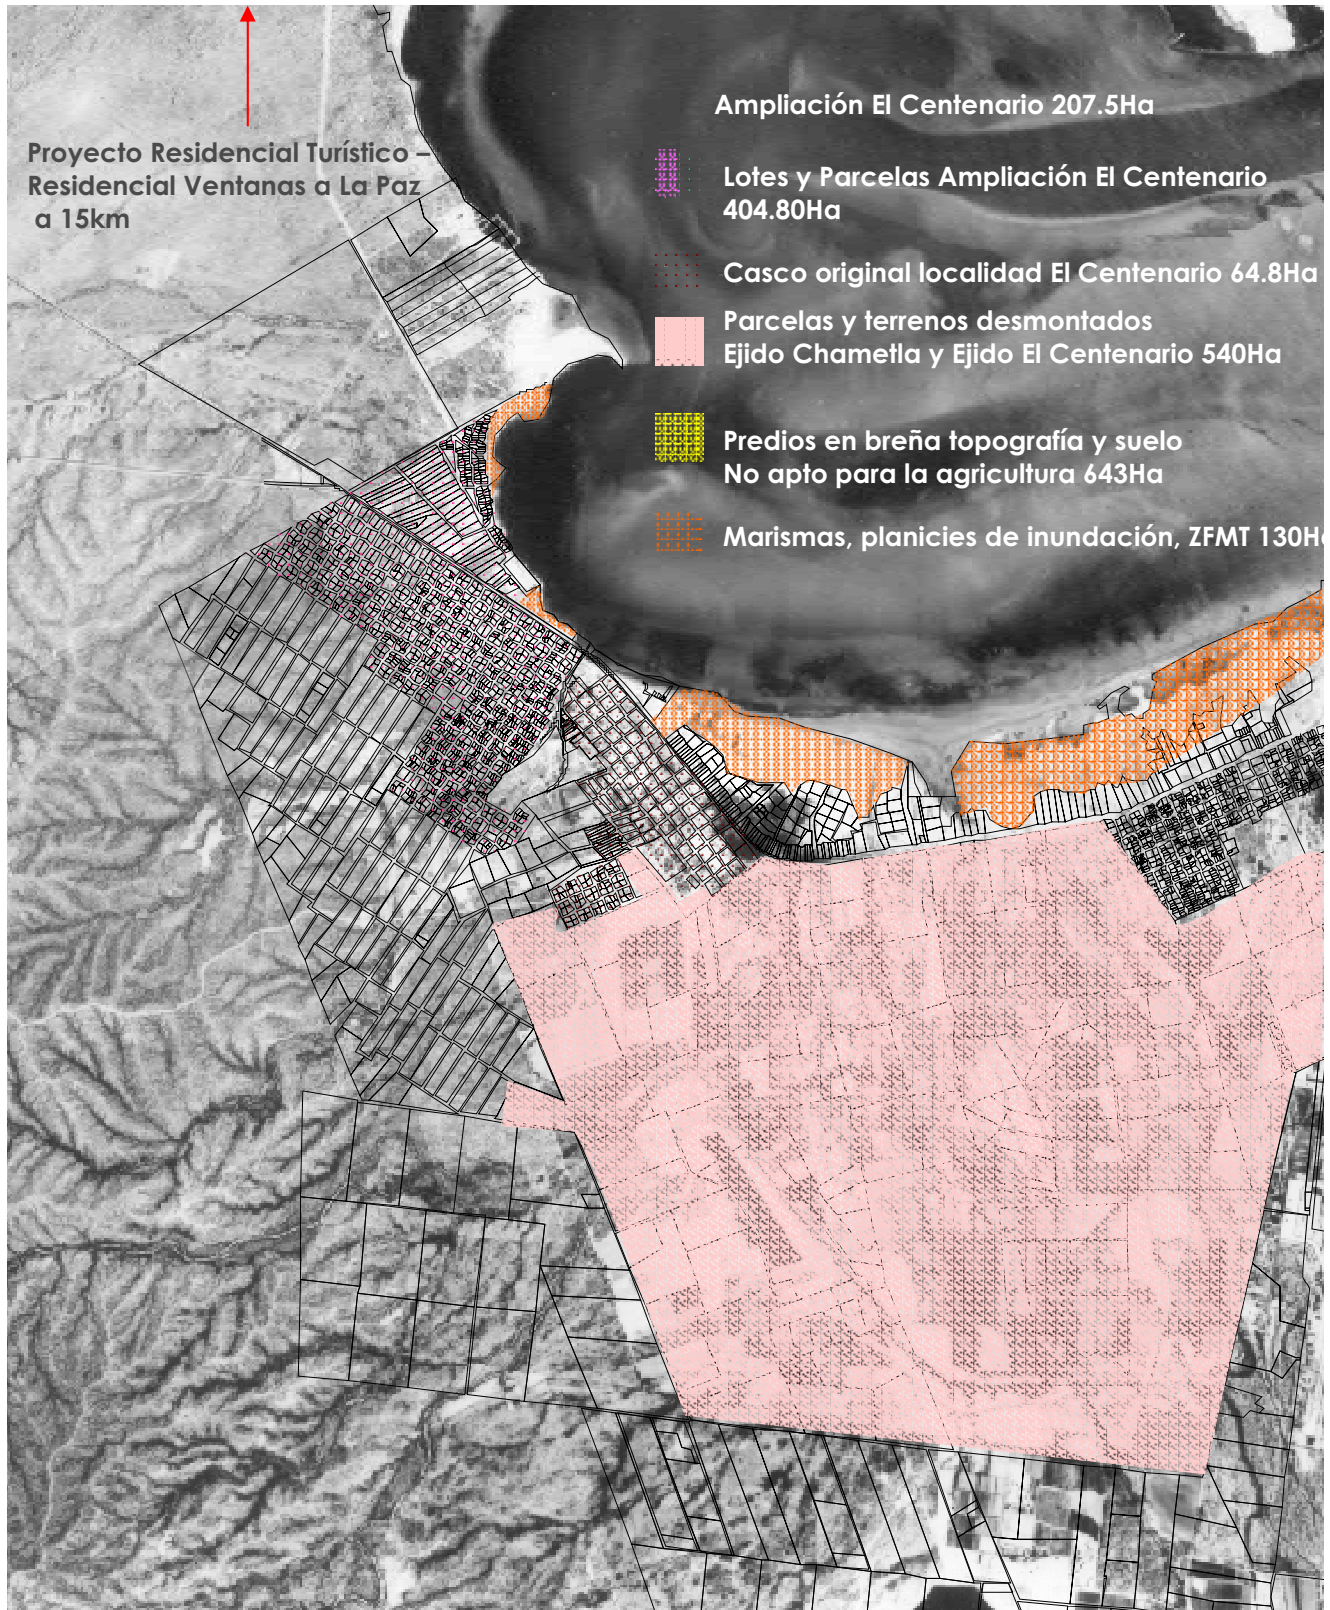 Ampliación El Centenario 207.5Ha
Proyecto Residencial Turístico –
Residencial Ventanas a La Paz
a 15km
Lotes y Parcelas Ampliación El Centenario
404.80Ha
Casco original localidad El Centenario 64.8Ha
Parcelas y terrenos desmontados
Ejido Chametla y Ejido El Centenario 540Ha
Predios en breña topografía y suelo
No apto para la agricultura 643Ha
Marismas, planicies de inundación, ZFMT 130Ha